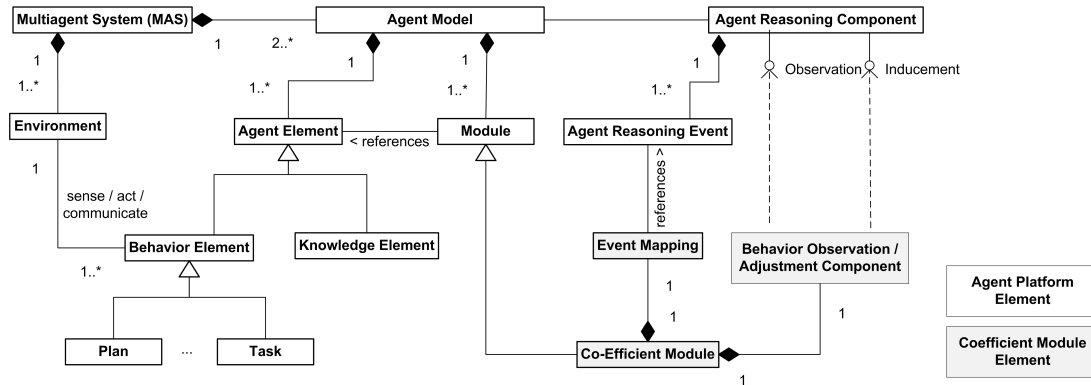 Multiagent System (MAS)
Agent Model
Agent Reasoning Component
1
2..*
1
1..*
1
1..*
1
1..*
1
1..*
Observation
Inducement
Environment
Agent Element
< references
Module
Agent Reasoning Event
1
sense / act /
communicate
references >
Behavior Element
1..*
Knowledge Element
Event Mapping
1
1
Behavior Observation /
Adjustment Component
1
Plan
...
Task
Co-Efficient Module
1
Agent Platform
Element
Coefficient Module
Element